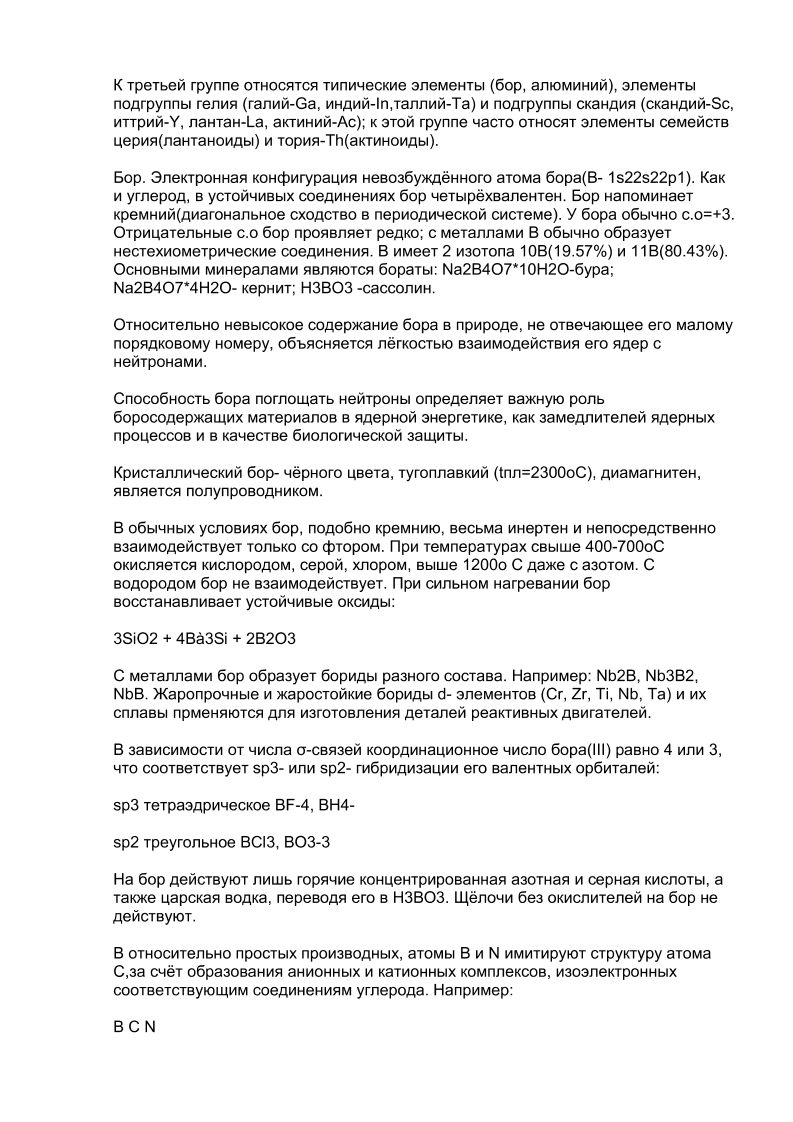 К третьей группе относятся типические элементы (бор, алюминий), элементы
подгруппы гелия (галий-Ga, индий-In,таллий-Ta) и подгруппы скандия (скандий-Sc,
иттрий-Y, лантан-La, актиний-Ac); к этой группе часто относят элементы семейств
церия(лантаноиды) и тория-Th(актиноиды).
Бор. Электронная конфигурация невозбуждённого атома бора(B- 1s22s22p1). Как
и углерод, в устойчивых соединениях бор четырёхвалентен. Бор напоминает
кремний(диагональное сходство в периодической системе). У бора обычно с.о=+3.
Отрицательные с.о бор проявляет редко; с металлами B обычно образует
нестехиометрические соединения. B имеет 2 изотопа 10B(19.57%) и 11B(80.43%).
Основными минералами являются бораты: Na2B4O7*10H2O-бура;
Na2B4O7*4H2O- кернит; H3BO3 -сассолин.
Относительно невысокое содержание бора в природе, не отвечающее его малому
порядковому номеру, объясняется лёгкостью взаимодействия его ядер с
нейтронами.
Способность бора поглощать нейтроны определяет важную роль
боросодержащих материалов в ядерной энергетике, как замедлителей ядерных
процессов и в качестве биологической защиты.
Кристаллический бор- чёрного цвета, тугоплавкий (tпл=2300oC), диамагнитен,
является полупроводником.
В обычных условиях бор, подобно кремнию, весьма инертен и непосредственно
взаимодействует только со фтором. При температурах свыше 400-700oC
окисляется кислородом, серой, хлором, выше 1200o C даже с азотом. С
водородом бор не взаимодействует. При сильном нагревании бор
восстанавливает устойчивые оксиды:
3SiO2 + 4Bà3Si + 2B2O3
С металлами бор образует бориды разного состава. Например: Nb2B, Nb3B2,
NbB. Жаропрочные и жаростойкие бориды d- элементов (Cr, Zr, Ti, Nb, Ta) и их
сплавы прменяются для изготовления деталей реактивных двигателей.
В зависимости от числа σ-связей координационное число бора(III) равно 4 или 3,
что соответствует sp3- или sp2- гибридизации его валентных орбиталей:
sp3 тетраэдрическое BF-4, BH4-
sp2 треугольное BCl3, BO3-3
На бор действуют лишь горячие концентрированная азотная и серная кислоты, а
также царская водка, переводя его в H3BO3. Щёлочи без окислителей на бор не
действуют.
В относительно простых производных, атомы B и N имитируют структуру атома
C,за счёт образования анионных и катионных комплексов, изоэлектронных
соответствующим соединениям углерода. Например:
B C N